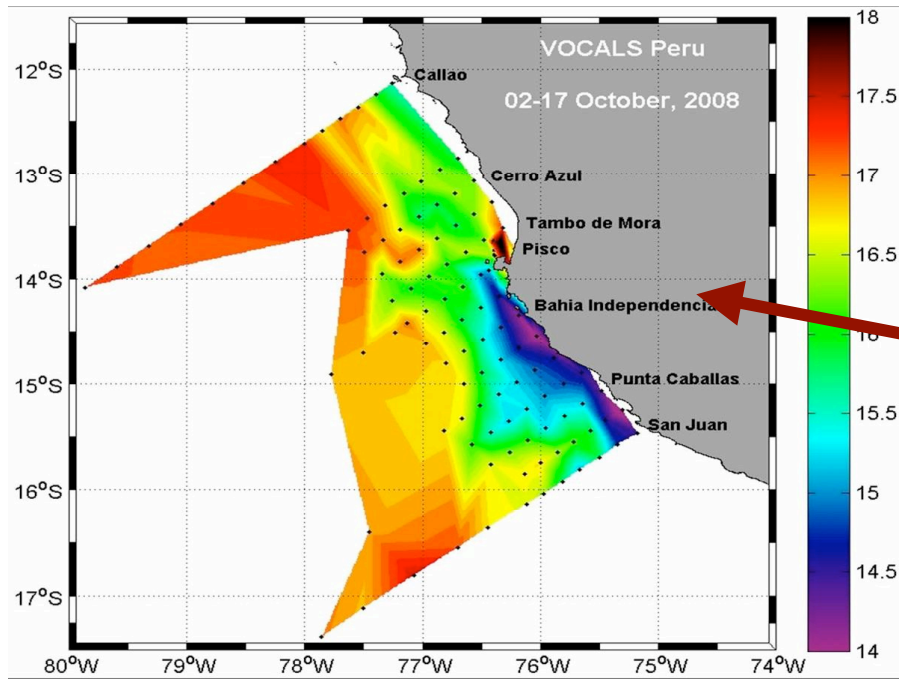 VOCALS Peru
02-17 October, 2008
Callao
Cerro Azul
Tambo de Mora
Pisco
Bahia Independencia
Punta Caballas
San Juan
12°S
13°S
14°S
15°S
16°S
17°S
80°W
79°W
78°W
77°W
76°W
75°W
74°W
18
17.5
17
16.5
16
15.5
15
14.5
14